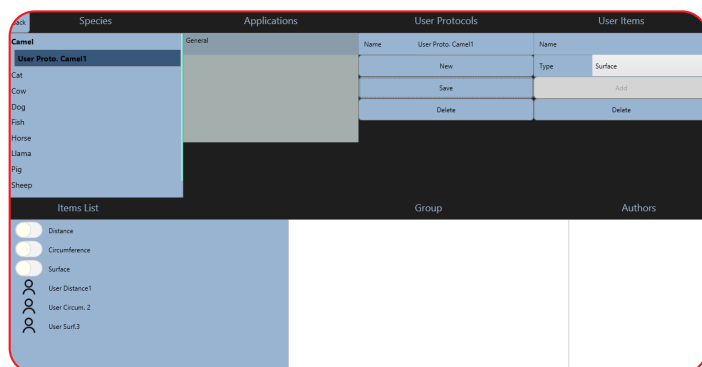 Species
Applications
User Protocols
User Items
Camel
User Proto. Camel1
Cat
Cow
Dog
Fish
Horse
Llama
Pig
Sheep
General
Name User Proto. Camel1
New
Save
Delete
Name
Type Surface
Add
Delete
Items List
Group
Authors
Distance
Circumference
Surface
User Distance1
User Circum. 2
User Surf.3